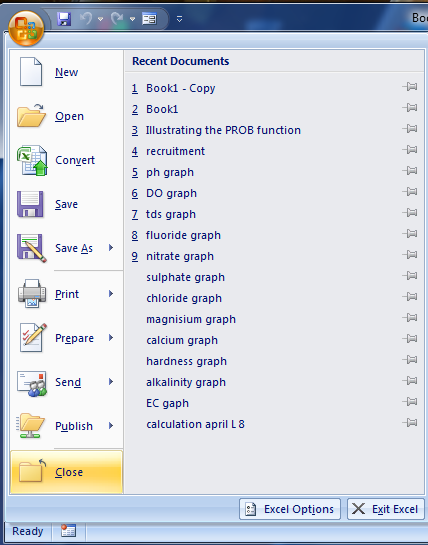 Boo
New
Open
Convert
Save
Save As
Print
Prepare
Send
Publish
Close
Recent Documents
1 Book1 - Copy
2 Book1
3 Illustrating the PROB function
4 recruitment
5 ph graph
6 DO graph
7 tds graph
8 fluoride graph
9 nitrate graph
sulphate graph
chloride graph
magnisium graph
calcium graph
hardness graph
alkalinity graph
EC gaph
calculation april L 8
Excel Options
Exit Excel
Ready